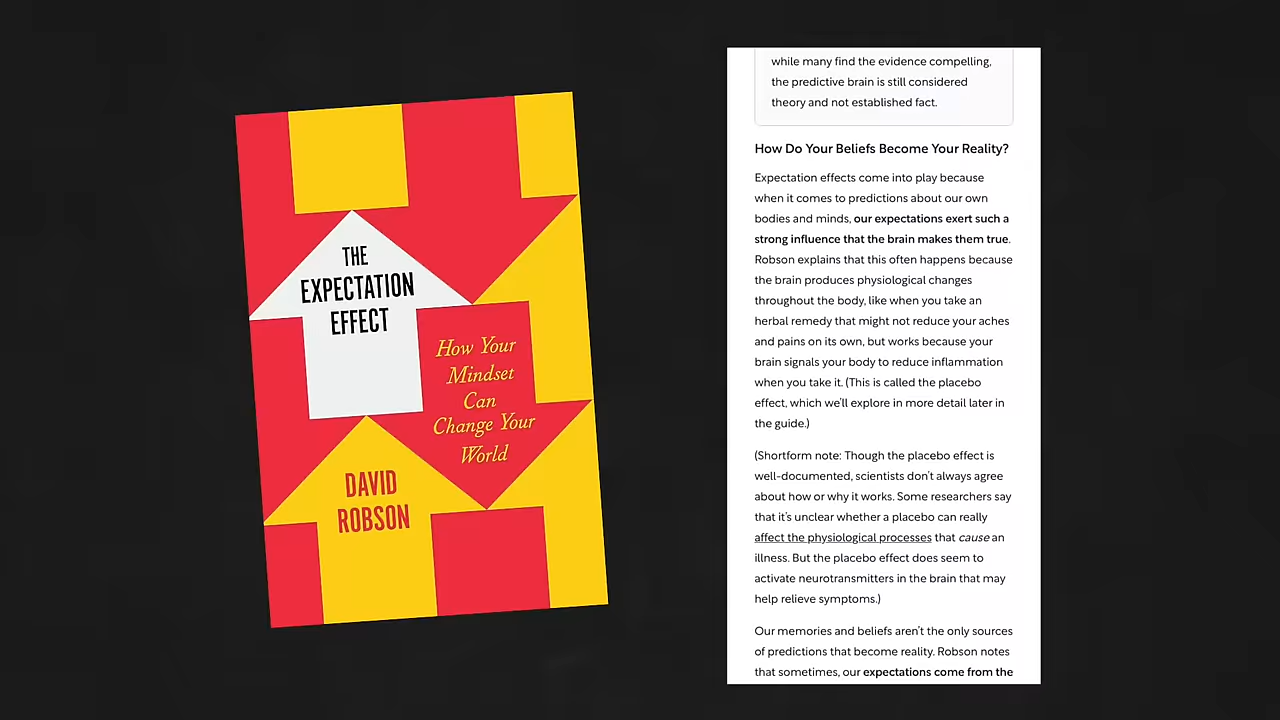 THE
EXPECTATION
EFFECT
How Your
Mindset
Can
Change Your
World
DAVID
ROBSON
while many find the evidence compelling,
the predictive brain is still considered
theory and not established fact.
How Do Your Beliefs Become Your Reality?
Expectation effects come into play because
when it comes to predictions about our own
bodies and minds, our expectations exert such a
strong influence that the brain makes them true.
Robson explains that this often happens because
the brain produces physiological changes
throughout the body, like when you take an
herbal remedy that might not reduce your aches
and pains on its own, but works because your
brain signals your body to reduce inflammation
when you take it. (This is called the placebo
effect, which we'll explore in more detail later in
the guide.)
(Shortform note: Though the placebo effect is
well-documented, scientists don't always agree
about how or why it works. Some researchers say
that it's unclear whether a placebo can really
affect the physiological processes that cause an
illness. But the placebo effect does seem to
activate neurotransmitters in the brain that may
help relieve symptoms.)
Our memories and beliefs aren't the only sources
of predictions that become reality. Robson notes
that sometimes, our expectations come from the